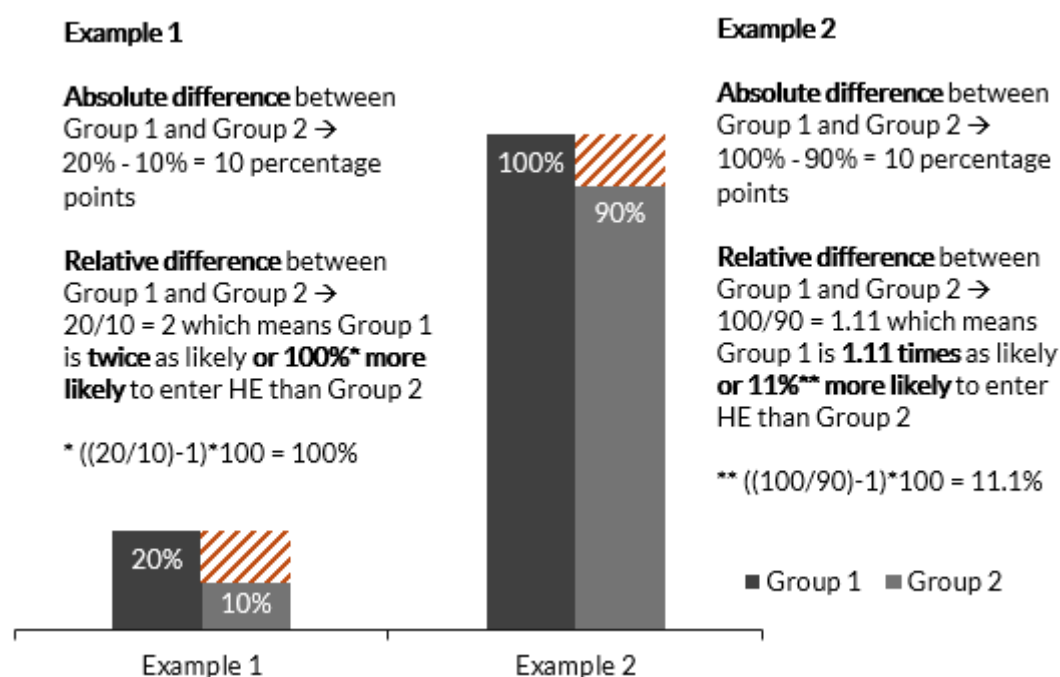 Example 1
Absolute difference between
Group 1 and Group 2 →
20% - 10% = 10 percentage
points
Relative difference between
Group 1 and Group 2 →
20/10 = 2 which means Group 1
is twice as likely or 100%* more
likely to enter HE than Group 2
* ((20/10)-1)*100 = 100%
20%
10%
100%
90%
Example 2
Absolute difference between
Group 1 and Group 2 →
100% - 90% = 10 percentage
points
Relative difference between
Group 1 and Group 2 →
100/90 = 1.11 which means
Group 1 is 1.11 times as likely
or 11%** more likely to enter
HE than Group 2
** ((100/90)-1)*100 = 11.1%
Group 1 Group 2
Example 1
Example 2